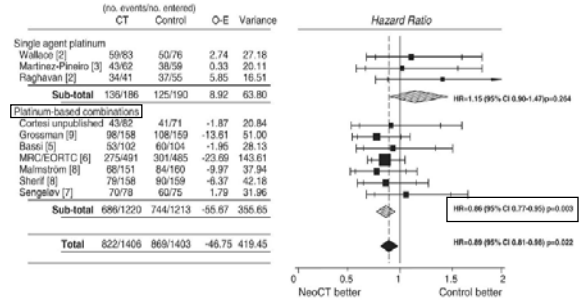 (no. events/no. entered)
CT Control O-E Variance
Hazard Ratio
Single agent platinum
Wallace [2] 59/83 50/76 2.74 27.18
Martinez-Pineiro [3] 43/62 38/59 0.33 20.11
Raghavan [2] 34/41 37/55 5.85 16.51
Sub-total 136/186 125/190 8.92 63.80
HR=1.15 (95% CI 0.90-1.47)p=0.264
Platinum-based combinations
Cortesi unpublished 43/82 41/71 -1.87 20.84
Grossman [9] 98/158 108/159 -13.61 51.00
Bassi [5] 53/102 60/104 -1.95 28.13
MRC/EORTC [6] 275/491 301/485 -23.69 143.61
Malmström [8] 68/151 84/160 -9.97 37.94
Sherif [8] 79/158 90/159 -6.37 42.18
Sengeløv [7] 70/78 60/75 1.79 31.96
Sub-total 686/1220 744/1213 -55.67 355.65
HR=0.86 (95% CI 0.77-0.95) p=0.003
Total 822/1406 869/1403 -46.75 419.45
HR=0.89 (95% CI 0.81-0.98) p=0.022
0 0.5 1 1.5 2
NeoCT better Control better